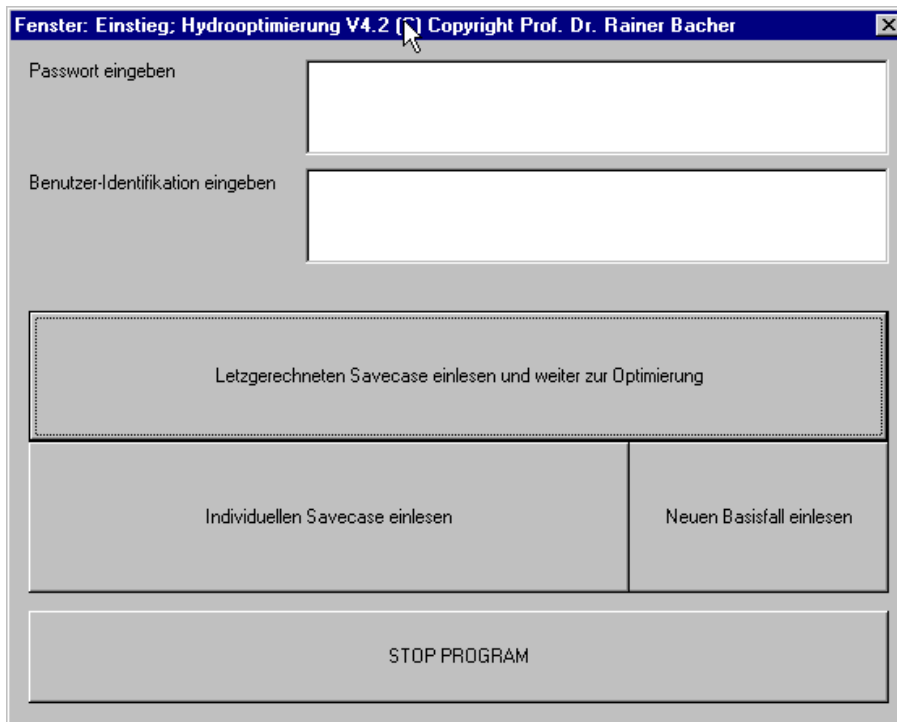 Fenster: Einstieg; Hydrooptimierung V4.2 (C) Copyright Prof. Dr. Rainer Bacher
Passwort eingeben
Benutzer-Identifikation eingeben
Letzgerechneten Savecase einlesen und weiter zur Optimierung
Individuellen Savecase einlesen
Neuen Basisfall einlesen
STOP PROGRAM